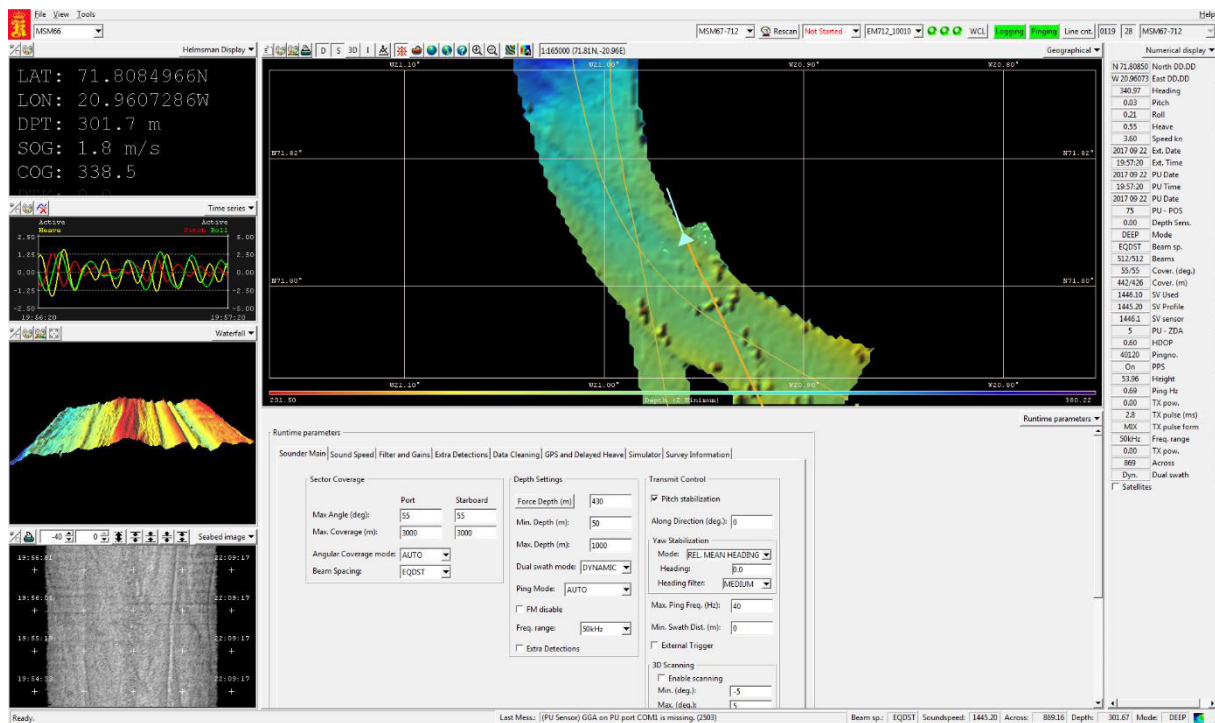 File View Tools Help
MSM66 MSM67-712 Rescan Not Started EM712_10010 WCL Logging Pinging Line cnt. 0119 28 MSM67-712
Helmsman Display
LAT: 71.8084966N
LON: 20.9607286W
DPT: 301.7 m
SOG: 1.8 m/s
COG: 338.5
Time series
Active Active
Heave Pitch Roll
2.50 5.00
1.25 2.50
0.00 0.00
-1.25 -2.50
-2.50 -5.00
19:56:20 19:57:20
Waterfall
-40 0 Seabed image
22:09:17
22:09:17
19:55:19 22:09:17
22:09:17
D S 3D I 1:165000 (71.81N, -20.96E) Geographical
W21.10° W21.00° W20.90° W20.80°
N71.82° N71.82°
N71.80° N71.80°
W21.10° W21.00° W20.90° W20.80°
231.50 Depth (Z Minimum) 380.22
Runtime parameters
Runtime parameters
Sounder Main Sound Speed Filter and Gains Extra Detections Data Cleaning GPS and Delayed Heave Simulator Survey Information
Sector Coverage
Port Starboard
Max Angle (deg): 55 55
Max. Coverage (m): 3000 3000
Angular Coverage mode: AUTO
Beam Spacing: EQDST
Depth Settings
Force Depth (m) 430
Min. Depth (m): 50
Max. Depth (m): 1000
Dual swath mode: DYNAMIC
Ping Mode: AUTO
FM disable
Freq. range: 50kHz
Extra Detections
Transmit Control
Pitch stabilization
Along Direction (deg.): 0
Yaw Stabilization
Mode: REL. MEAN HEADING
Heading: 0.0
Heading filter: MEDIUM
Max. Ping Freq. (Hz): 40
Min. Swath Dist. (m): 0
External Trigger
3D Scanning
Enable scanning
Min. (deg.): -5
Max. (deg.): 5
Numerical display
N 71.80850 North DD.DD
W 20.96073 East DD.DD
340.97 Heading
0.03 Pitch
0.21 Roll
0.55 Heave
3.60 Speed kn
2017 09 22 Ext. Date
19:57:20 Ext. Time
2017 09 22 PU Date
19:57:20 PU Time
2017 09 22 PU Date
75 PU - POS
0.00 Depth Sens.
DEEP Mode
EQDST Beam sp.
512/512 Beams
55/55 Cover. (deg.)
442/426 Cover. (m)
1446.10 SV Used
1445.20 SV Profile
1446.1 SV sensor
5 PU - ZDA
0.60 HDOP
40120 Pingno.
On PPS
53.96 Height
0.69 Ping Hz
0.00 TX pow.
2.8 TX pulse (ms)
MIX TX pulse form
50kHz Freq. range
0.00 TX pow.
869 Across
Dyn. Dual swath
Satellites
Ready. Last Mess.: (PU Sensor) GGA on PU port COM1 is missing. (2503) Beam sp.: EQDST Soundspeed: 1445.20 Across: 869.16 Depth: 301.67 Mode: DEEP